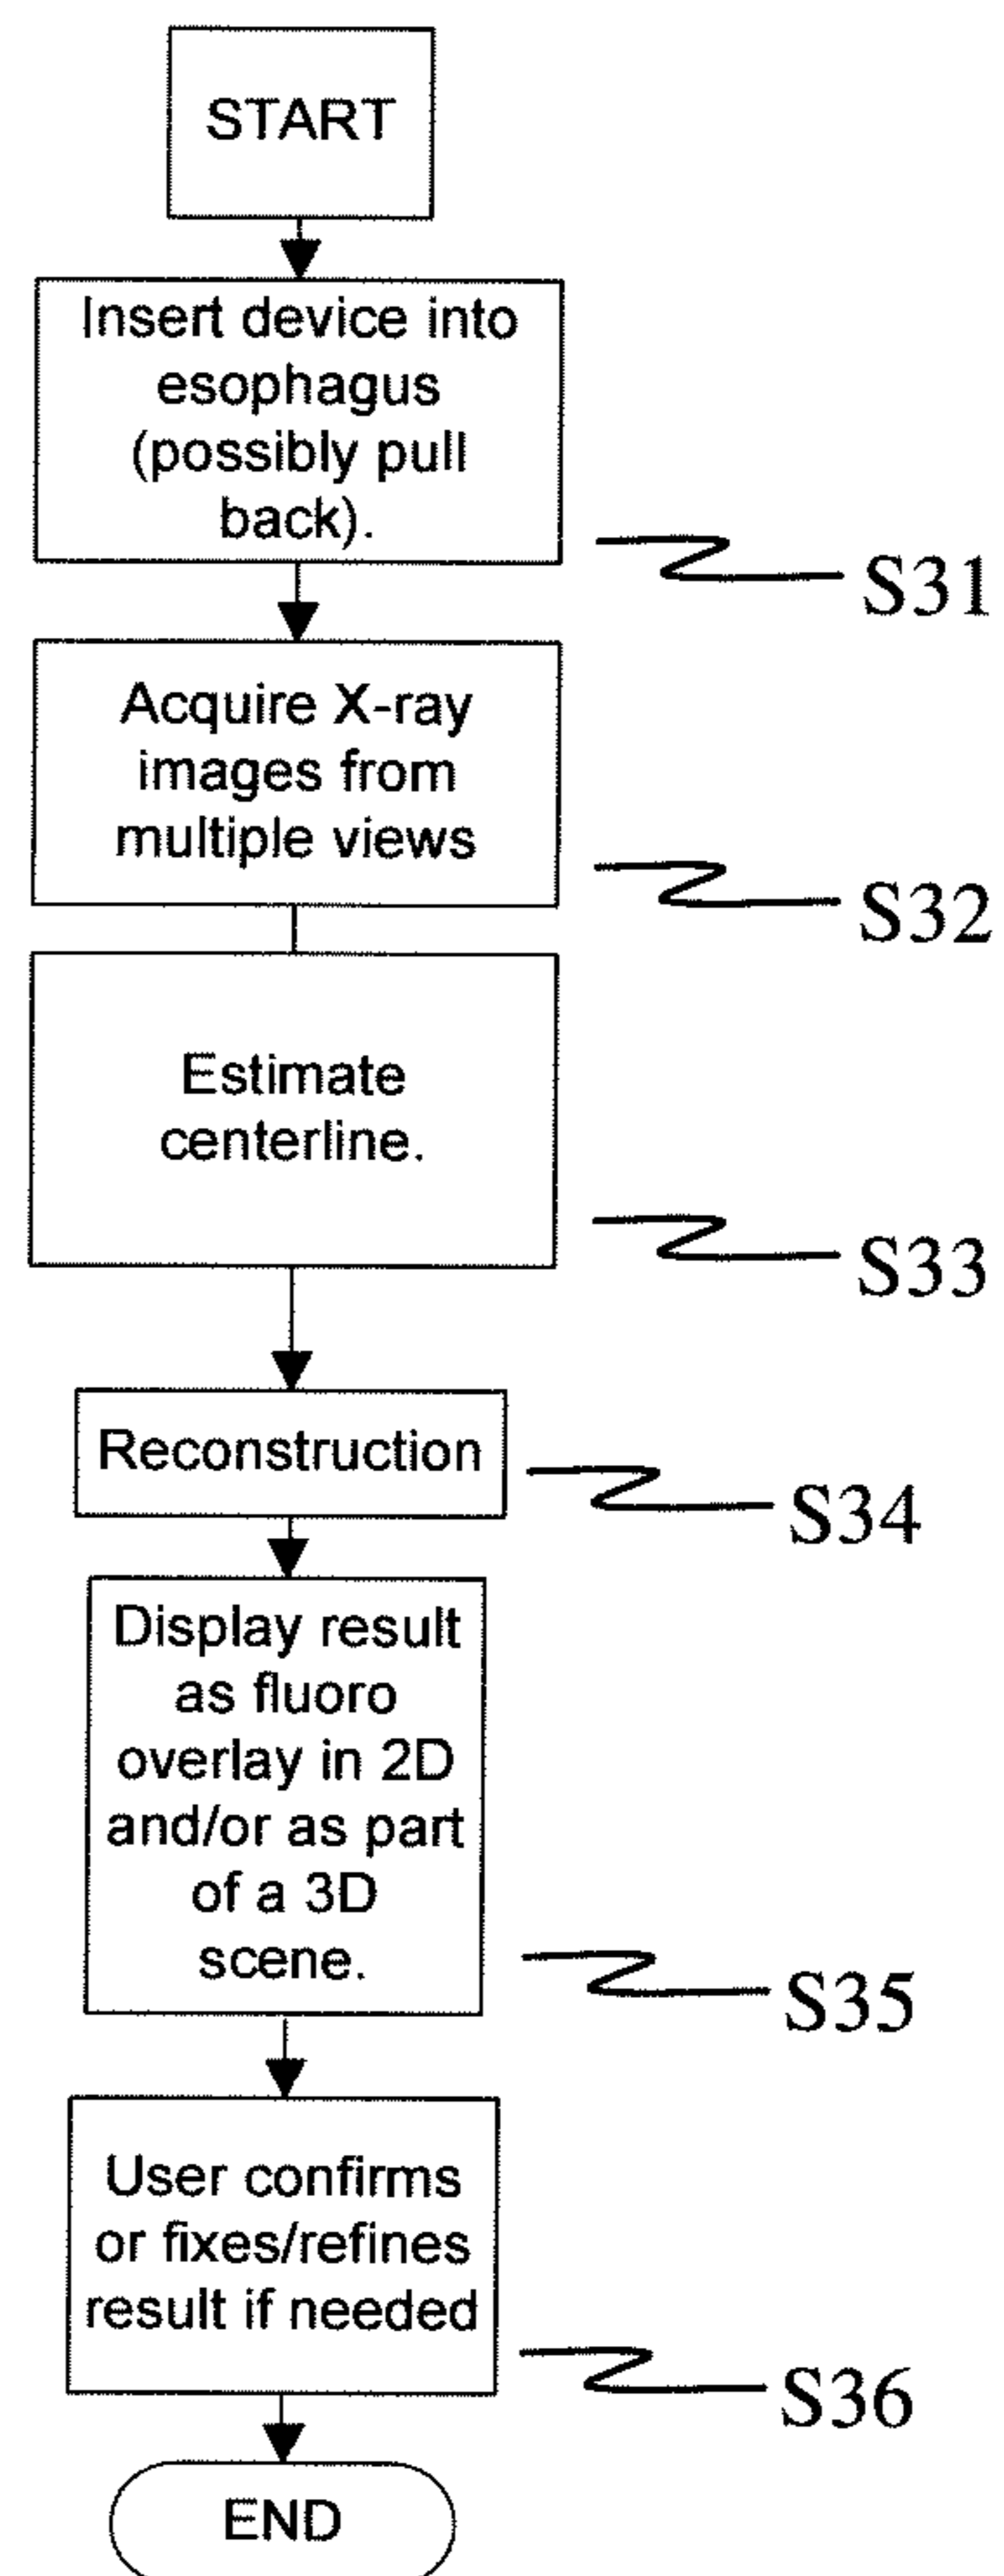 START
Insert device into
esophagus
(possibly pull
back).
S31
Acquire X-ray
images from
multiple views
S32
Estimate
centerline.
S33
Reconstruction
S34
Display result
as fluoro
overlay in 2D
and/or as part
of a 3D
scene.
S35
User confirms
or fixes/refines
result if needed
S36
END